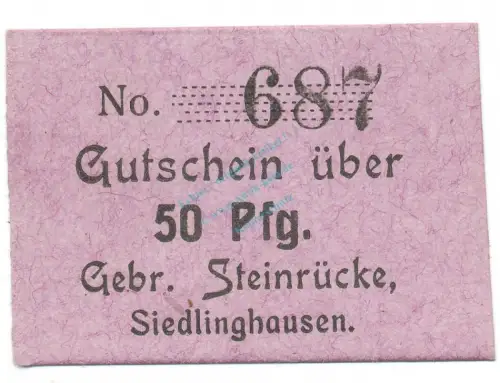 No. 687
Gutschein über
50 Pfg.
Gebr. Steinrücke,
Siedlinghausen.